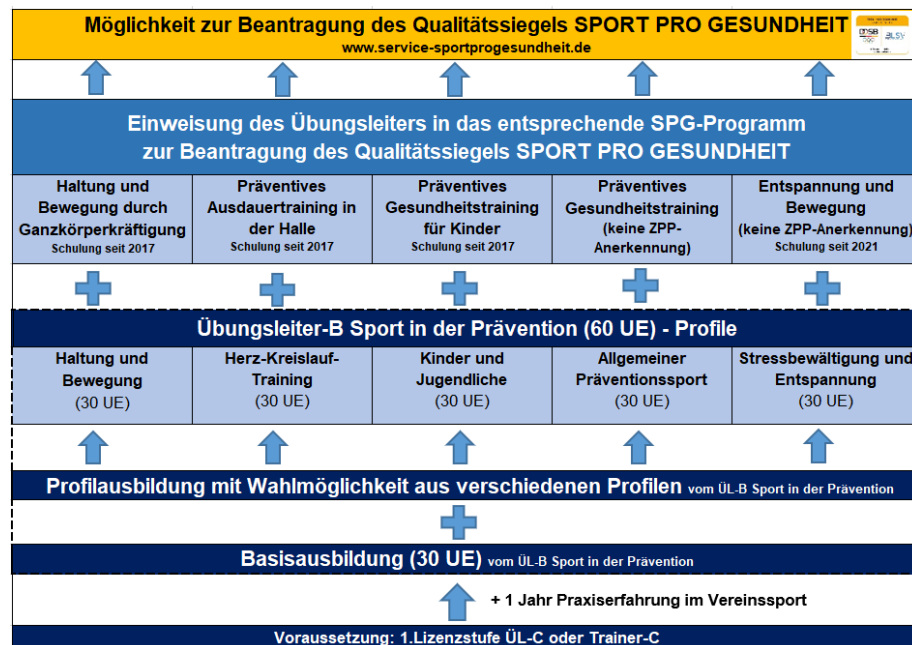 Möglichkeit zur Beantragung des Qualitätssiegels SPORT PRO GESUNDHEIT
www.service-sportprogesundheit.de
DOSB
BLSV
Einweisung des Übungsleiters in das entsprechende SPG-Programm
zur Beantragung des Qualitätssiegels SPORT PRO GESUNDHEIT
Haltung und
Bewegung durch
Ganzkörperkräftigung
Schulung seit 2017
Präventives
Ausdauertraining in
der Halle
Schulung seit 2017
Präventives
Gesundheitstraining
für Kinder
Schulung seit 2017
Präventives
Gesundheitstraining
(keine ZPP-
Anerkennung)
Entspannung und
Bewegung
(keine ZPP-Anerkennung)
Schulung seit 2021
Übungsleiter-B Sport in der Prävention (60 UE) - Profile
Haltung und
Bewegung
(30 UE)
Herz-Kreislauf-
Training
(30 UE)
Kinder und
Jugendliche
(30 UE)
Allgemeiner
Präventionssport
(30 UE)
Stressbewältigung und
Entspannung
(30 UE)
Profilausbildung mit Wahlmöglichkeit aus verschiedenen Profilen vom ÜL-B Sport in der Prävention
Basisausbildung (30 UE) vom ÜL-B Sport in der Prävention
+ 1 Jahr Praxiserfahrung im Vereinssport
Voraussetzung: 1.Lizenzstufe ÜL-C oder Trainer-C